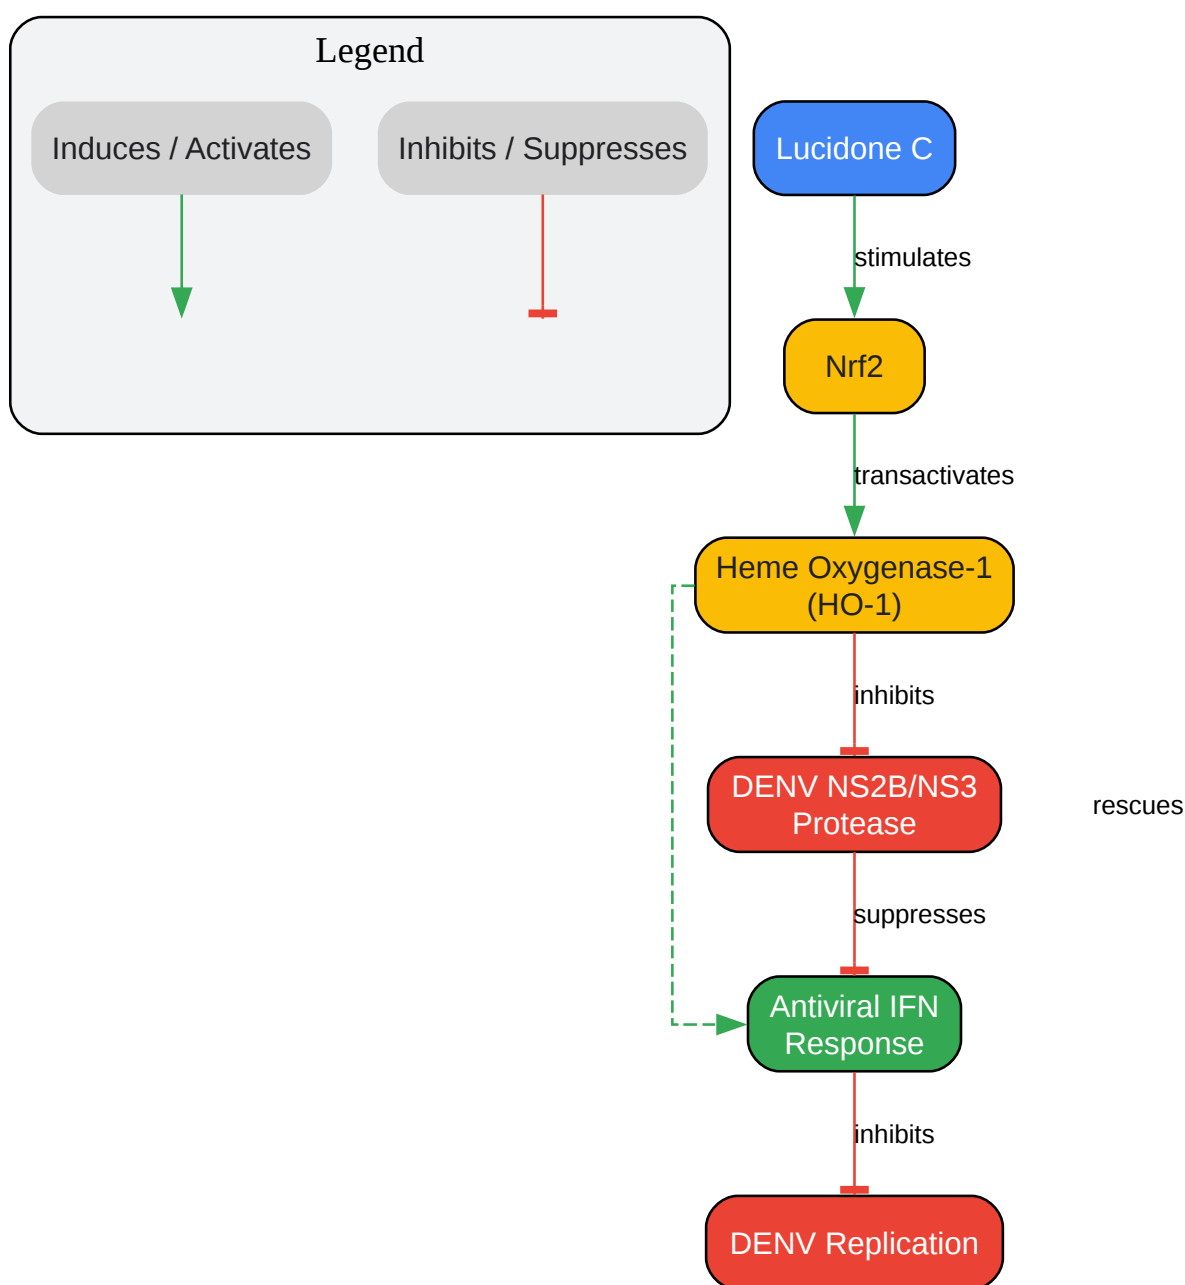 Legend
Induces / Activates
Inhibits / Suppresses
Lucidone C
stimulates
Nrf2
transactivates
Heme Oxygenase-1
(HO-1)
inhibits
DENV NS2B/NS3
Protease
rescues
suppresses
Antiviral IFN
Response
inhibits
DENV Replication